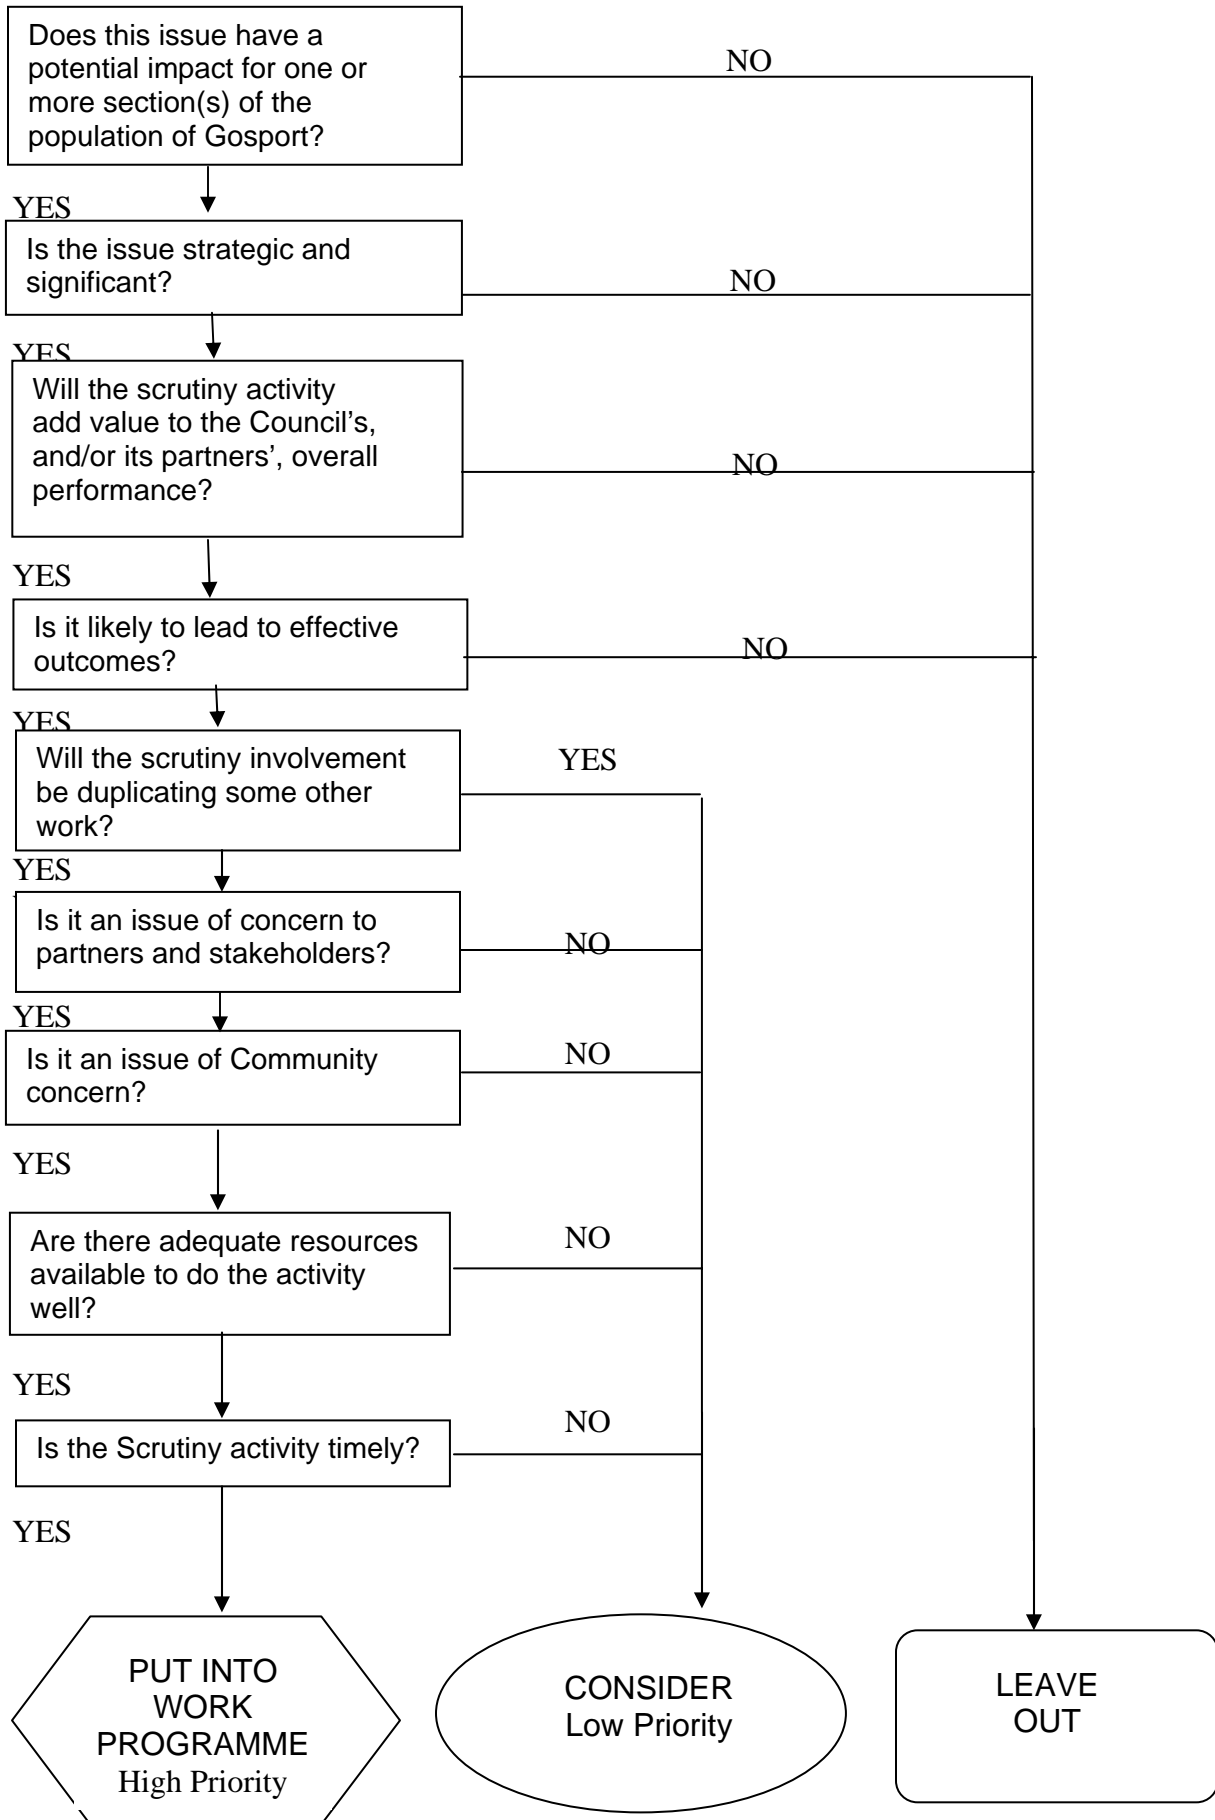 Does this issue have a
potential impact for one or
more section(s) of the
population of Gosport?
NO
YES
Is the issue strategic and
significant?
NO
YES
Will the scrutiny activity
add value to the Council's,
and/or its partners', overall
performance?
NO
YES
Is it likely to lead to effective
outcomes?
NO
YES
Will the scrutiny involvement
be duplicating some other
work?
YES
YES
Is it an issue of concern to
partners and stakeholders?
NO
YES
Is it an issue of Community
concern?
NO
YES
Are there adequate resources
available to do the activity
well?
NO
YES
Is the Scrutiny activity timely?
NO
YES
PUT INTO
WORK
PROGRAMME
High Priority
CONSIDER
Low Priority
LEAVE
OUT